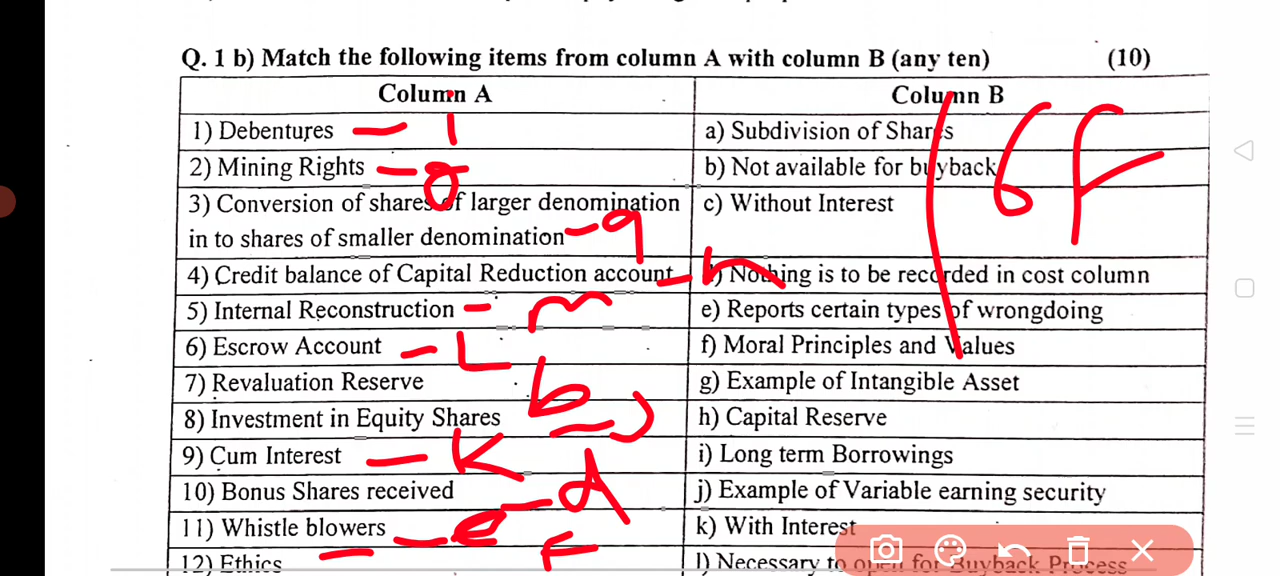 Q. 1 b) Match the following items from column A with column B (any ten) (10)
Column A Column B
1) Debentures – i a) Subdivision of Shares
2) Mining Rights – g b) Not available for buyback
3) Conversion of shares of larger denomination c) Without Interest
in to shares of smaller denomination – a
4) Credit balance of Capital Reduction account – h d) Nothing is to be recorded in cost column
5) Internal Reconstruction – m e) Reports certain types of wrongdoing
6) Escrow Account – L f) Moral Principles and Values
7) Revaluation Reserve b g) Example of Intangible Asset
8) Investment in Equity Shares – J h) Capital Reserve
9) Cum Interest – K i) Long term Borrowings
10) Bonus Shares received – d j) Example of Variable earning security
11) Whistle blowers – e k) With Interest
12) Ethics – F l) Necessary to open for Buyback Process